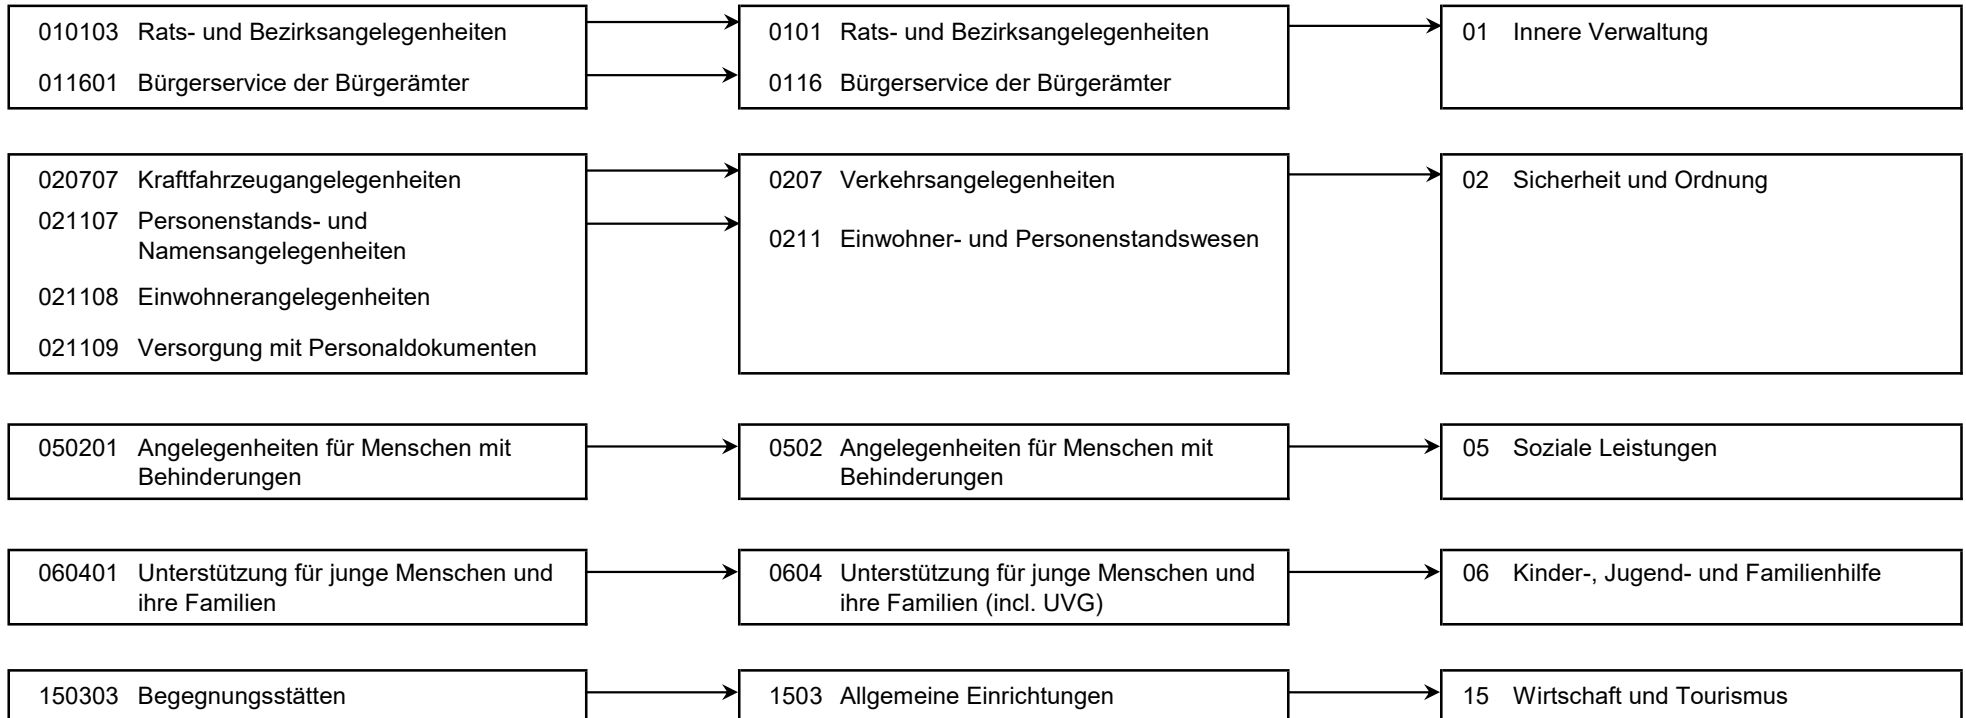 010103 Rats- und Bezirksangelegenheiten
0101 Rats- und Bezirksangelegenheiten
01 Innere Verwaltung
011601 Bürgerservice der Bürgerämter
0116 Bürgerservice der Bürgerämter
020707 Kraftfahrzeugangelegenheiten
021107 Personenstands- und
Namensangelegenheiten
021108 Einwohnerangelegenheiten
021109 Versorgung mit Personaldokumenten
0207 Verkehrsangelegenheiten
0211 Einwohner- und Personenstandswesen
02 Sicherheit und Ordnung
050201 Angelegenheiten für Menschen mit
Behinderungen
0502 Angelegenheiten für Menschen mit
Behinderungen
05 Soziale Leistungen
060401 Unterstützung für junge Menschen und
ihre Familien
0604 Unterstützung für junge Menschen und
ihre Familien (incl. UVG)
06 Kinder-, Jugend- und Familienhilfe
150303 Begegnungsstätten
1503 Allgemeine Einrichtungen
15 Wirtschaft und Tourismus